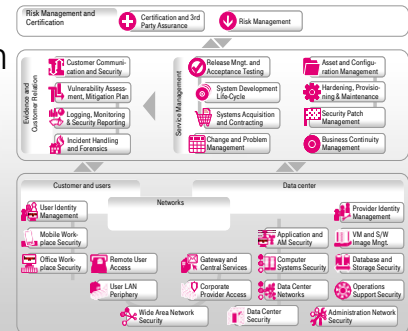 Risk Management and
Certification
Certification and 3rd
Party Assurance
Risk Management
n
Evidence and
Customer Relation
Customer Communi-
cation and Security
Vulnerability Assess-
ment, Mitigation Plan
Logging, Monitoring
& Security Reporting
Incident Handling
and Forensics
Service Management
Release Mngt. and
Acceptance Testing
System Development
Life-Cycle
Systems Acquisition
and Contracting
Change and Problem
Management
Asset and Configu-
ration Management
Hardening, Provisio-
ning & Maintenance
Security Patch
Management
Business Continuity
Management
Customer and users
Networks
Data center
User Identity
Management
Mobile Work-
place Security
Office Work-
place Security
Remote User
Access
User LAN
Periphery
Gateway and
Central Services
Corporate
Provider Access
Wide Area Network
Security
Provider Identity
Management
Application and
AM Security
VM and S/W
Image Mngt.
Computer
Systems Security
Database and
Storage Security
Data Center
Networks
Operations
Support Security
Data Center
Security
Administration Network
Security